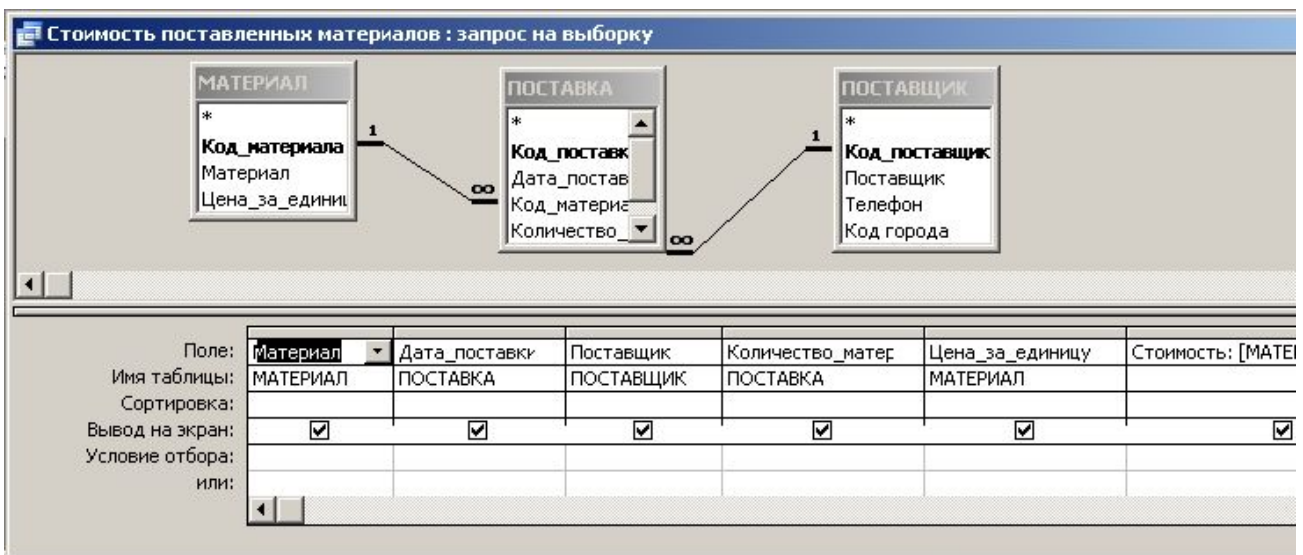 Стоимость поставленных материалов : запрос на выборку
МАТЕРИАЛ
*
Код_материала
Материал
Цена_за_единиц
1
∞
ПОСТАВКА
*
Код_поставк
Дата_постав
Код_материа
Количество_
∞
1
ПОСТАВЩИК
*
Код_поставщик
Поставщик
Телефон
Код города
Поле: Материал Дата_поставки Поставщик Количество_матер Цена_за_единицу Стоимость: [МАТЕ
Имя таблицы: МАТЕРИАЛ ПОСТАВКА ПОСТАВЩИК ПОСТАВКА МАТЕРИАЛ
Сортировка:
Вывод на экран:
Условие отбора:
или: